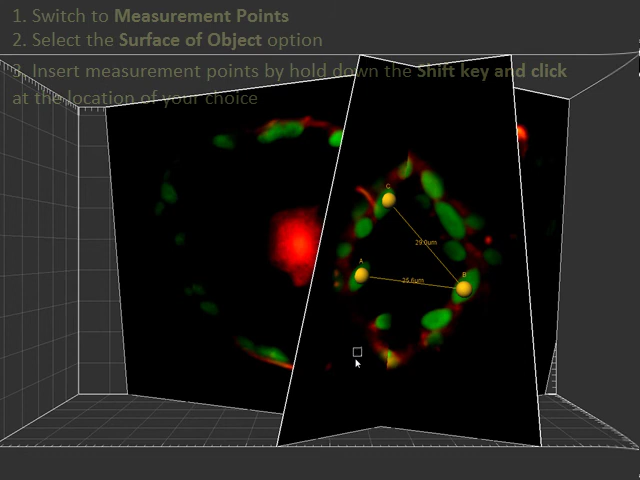 1. Switch to Measurement Points
2. Select the Surface of Object option
3. Insert measurement points by hold down the Shift key and click
at the location of your choice
C
29.0um
A
B
25.6um